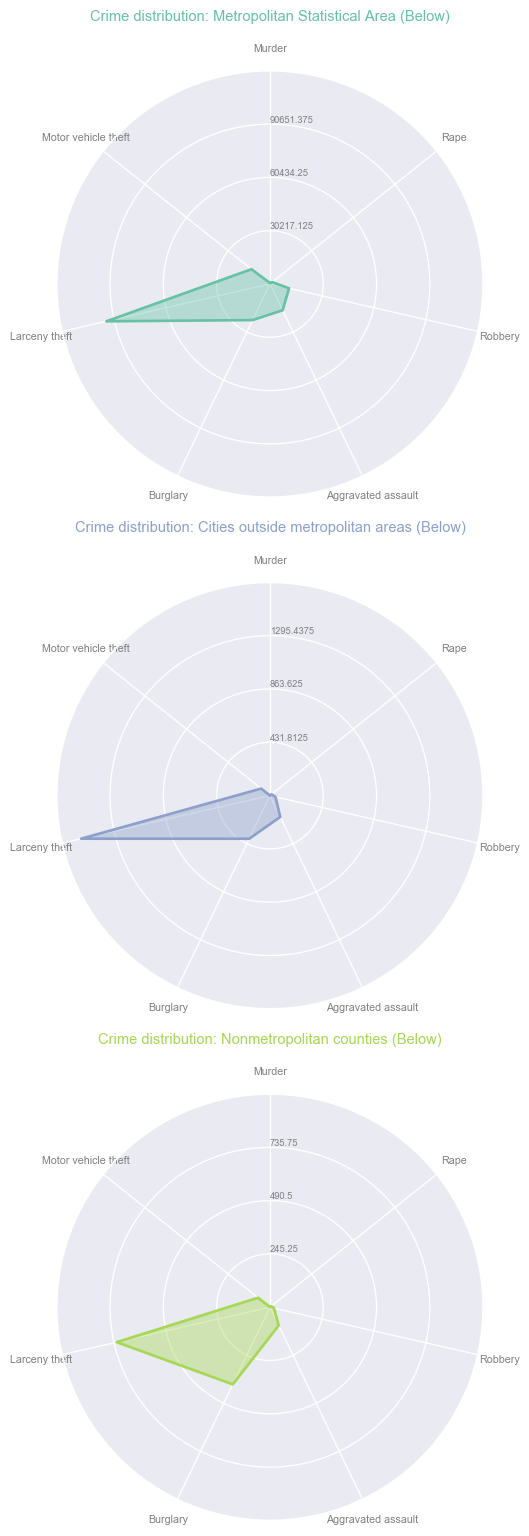 Crime distribution: Metropolitan Statistical Area (Below)
Murder
90651.375
Motor vehicle theft
Rape
60434.25
30217.125
Larceny theft
Robbery
Burglary
Aggravated assault
Crime distribution: Cities outside metropolitan areas (Below)
Murder
1295.4375
Motor vehicle theft
Rape
863.625
431.8125
Larceny theft
Robbery
Burglary
Aggravated assault
Crime distribution: Nonmetropolitan counties (Below)
Murder
735.75
Motor vehicle theft
Rape
490.5
245.25
Larceny theft
Robbery
Burglary
Aggravated assault